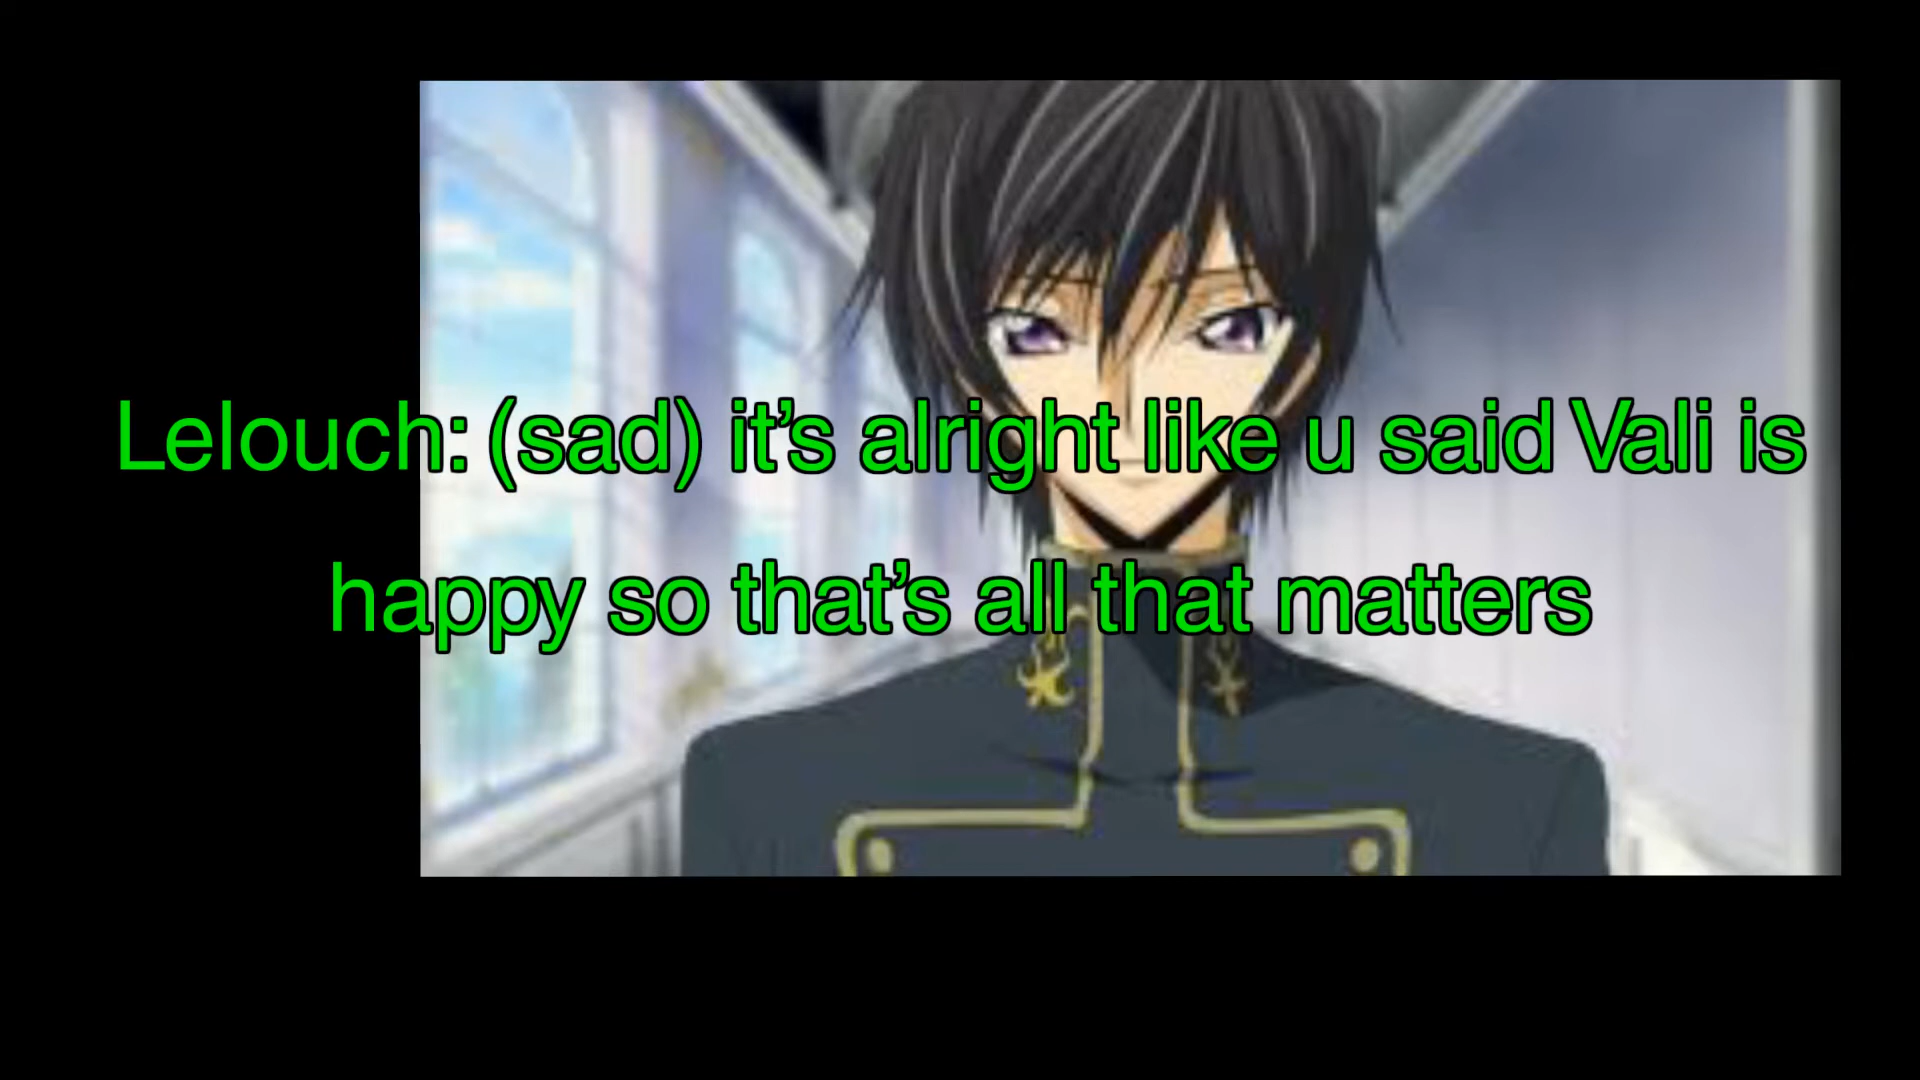 Lelouch: (sad) it’s alright like u said Vali is
happy so that’s all that matters